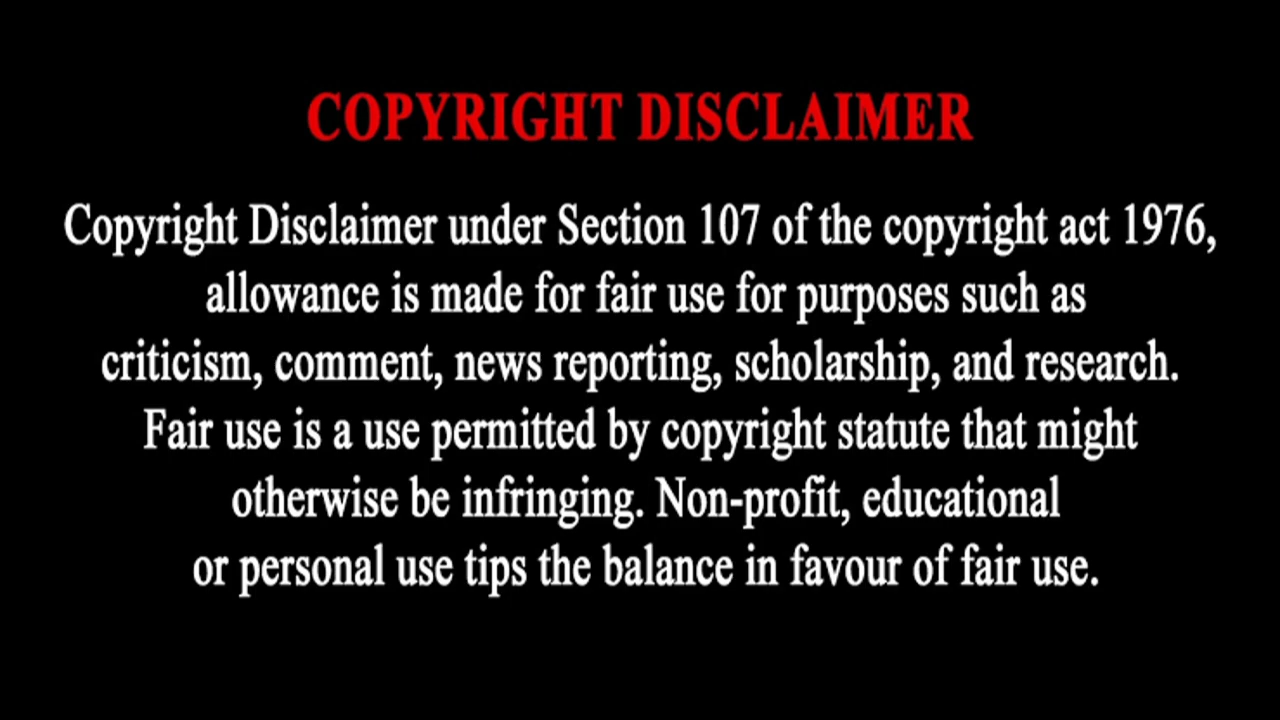 COPYRIGHT DISCLAIMER
Copyright Disclaimer under Section 107 of the copyright act 1976,
allowance is made for fair use for purposes such as
criticism, comment, news reporting, scholarship, and research.
Fair use is a use permitted by copyright statute that might
otherwise be infringing. Non-profit, educational
or personal use tips the balance in favour of fair use.